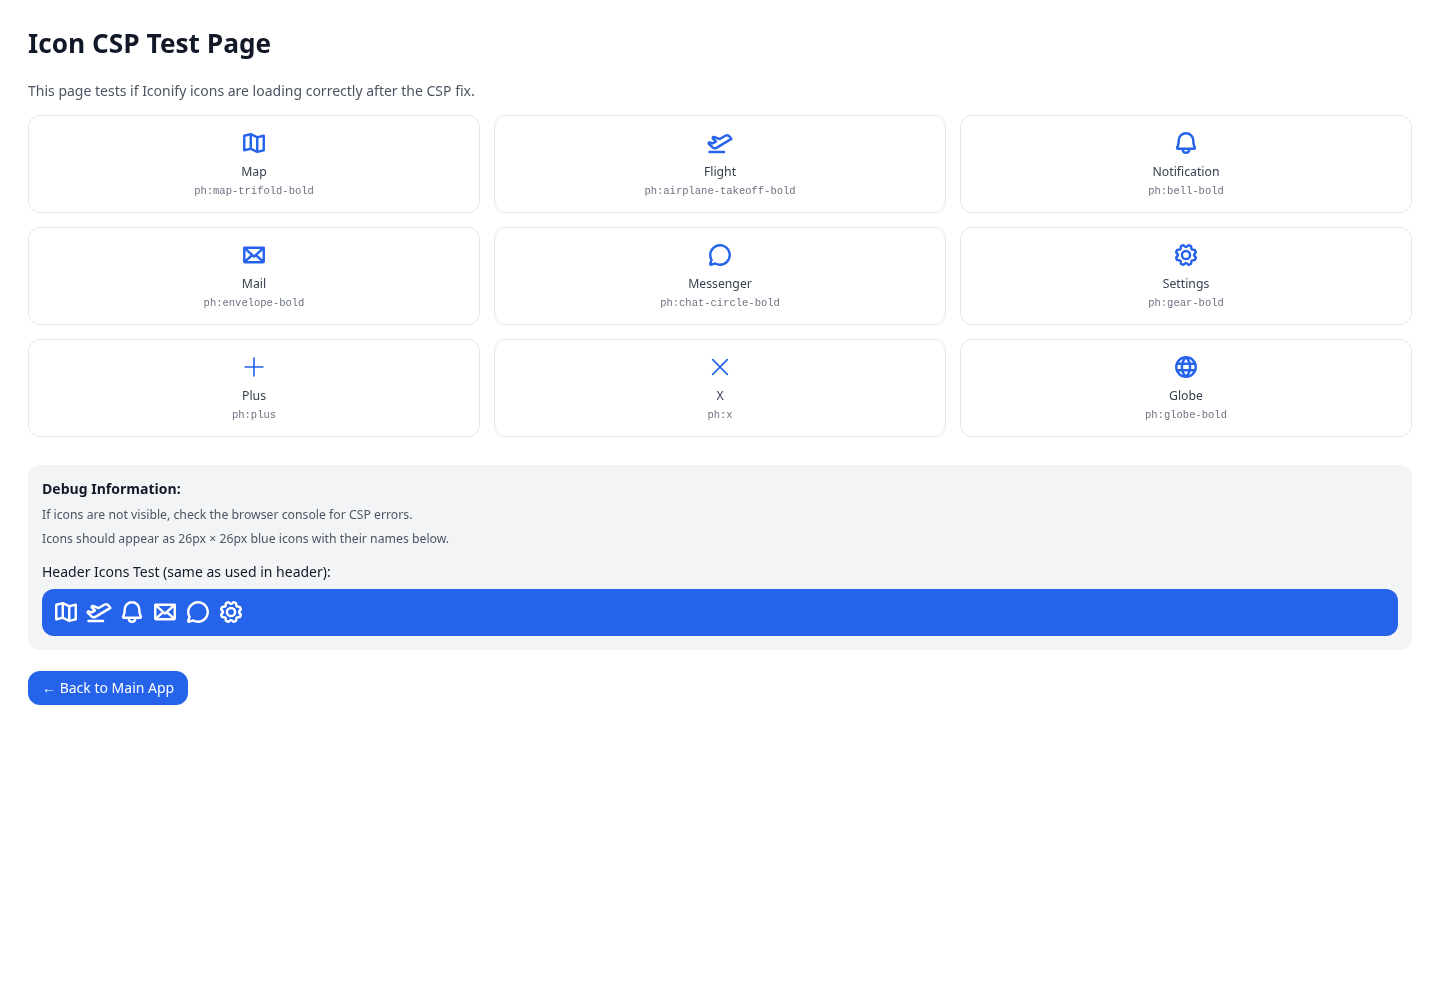 Icon CSP Test Page
This page tests if Iconify icons are loading correctly after the CSP fix.
Map
ph:map-trifold-bold
Flight
ph:airplane-takeoff-bold
Notification
ph:bell-bold
Mail
ph:envelope-bold
Messenger
ph:chat-circle-bold
Settings
ph:gear-bold
Plus
ph:plus
X
ph:x
Globe
ph:globe-bold
Debug Information:
If icons are not visible, check the browser console for CSP errors.
Icons should appear as 26px × 26px blue icons with their names below.
Header Icons Test (same as used in header):
← Back to Main App